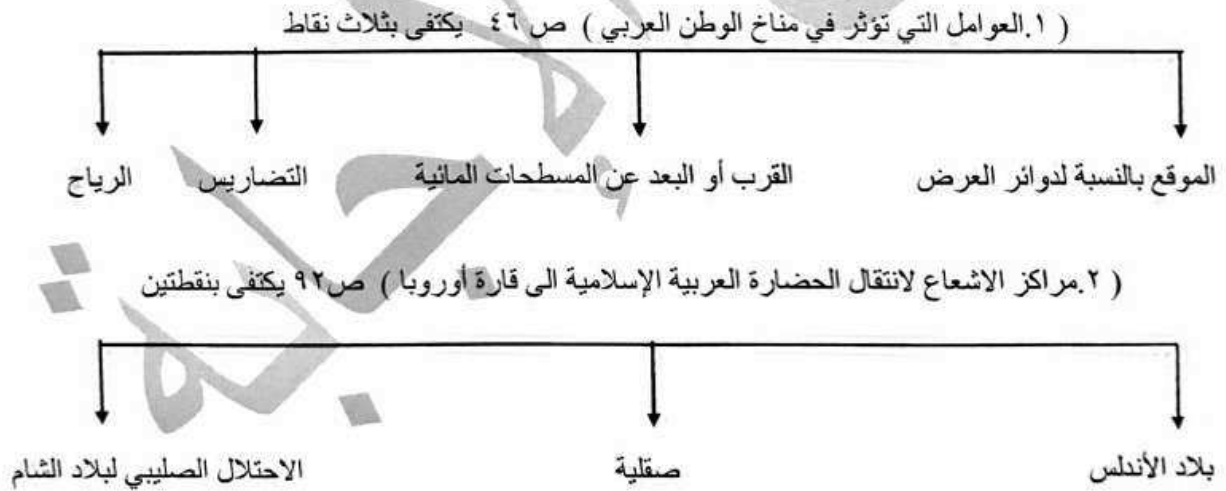 ( ١.العوامل التي تؤثر في مناخ الوطن العربي ) ص ٤٦ يكتفى بثلاث نقاط
الموقع بالنسبة لدوائر العرض القرب أو البعد عن المسطحات المائية التضاريس الرياح
( ٢.مراكز الاشعاع لانتقال الحضارة العربية الإسلامية الى قارة أوروبا ) ص٩٢ يكتفى بنقطتين
بلاد الأندلس صقلية الاحتلال الصليبي لبلاد الشام